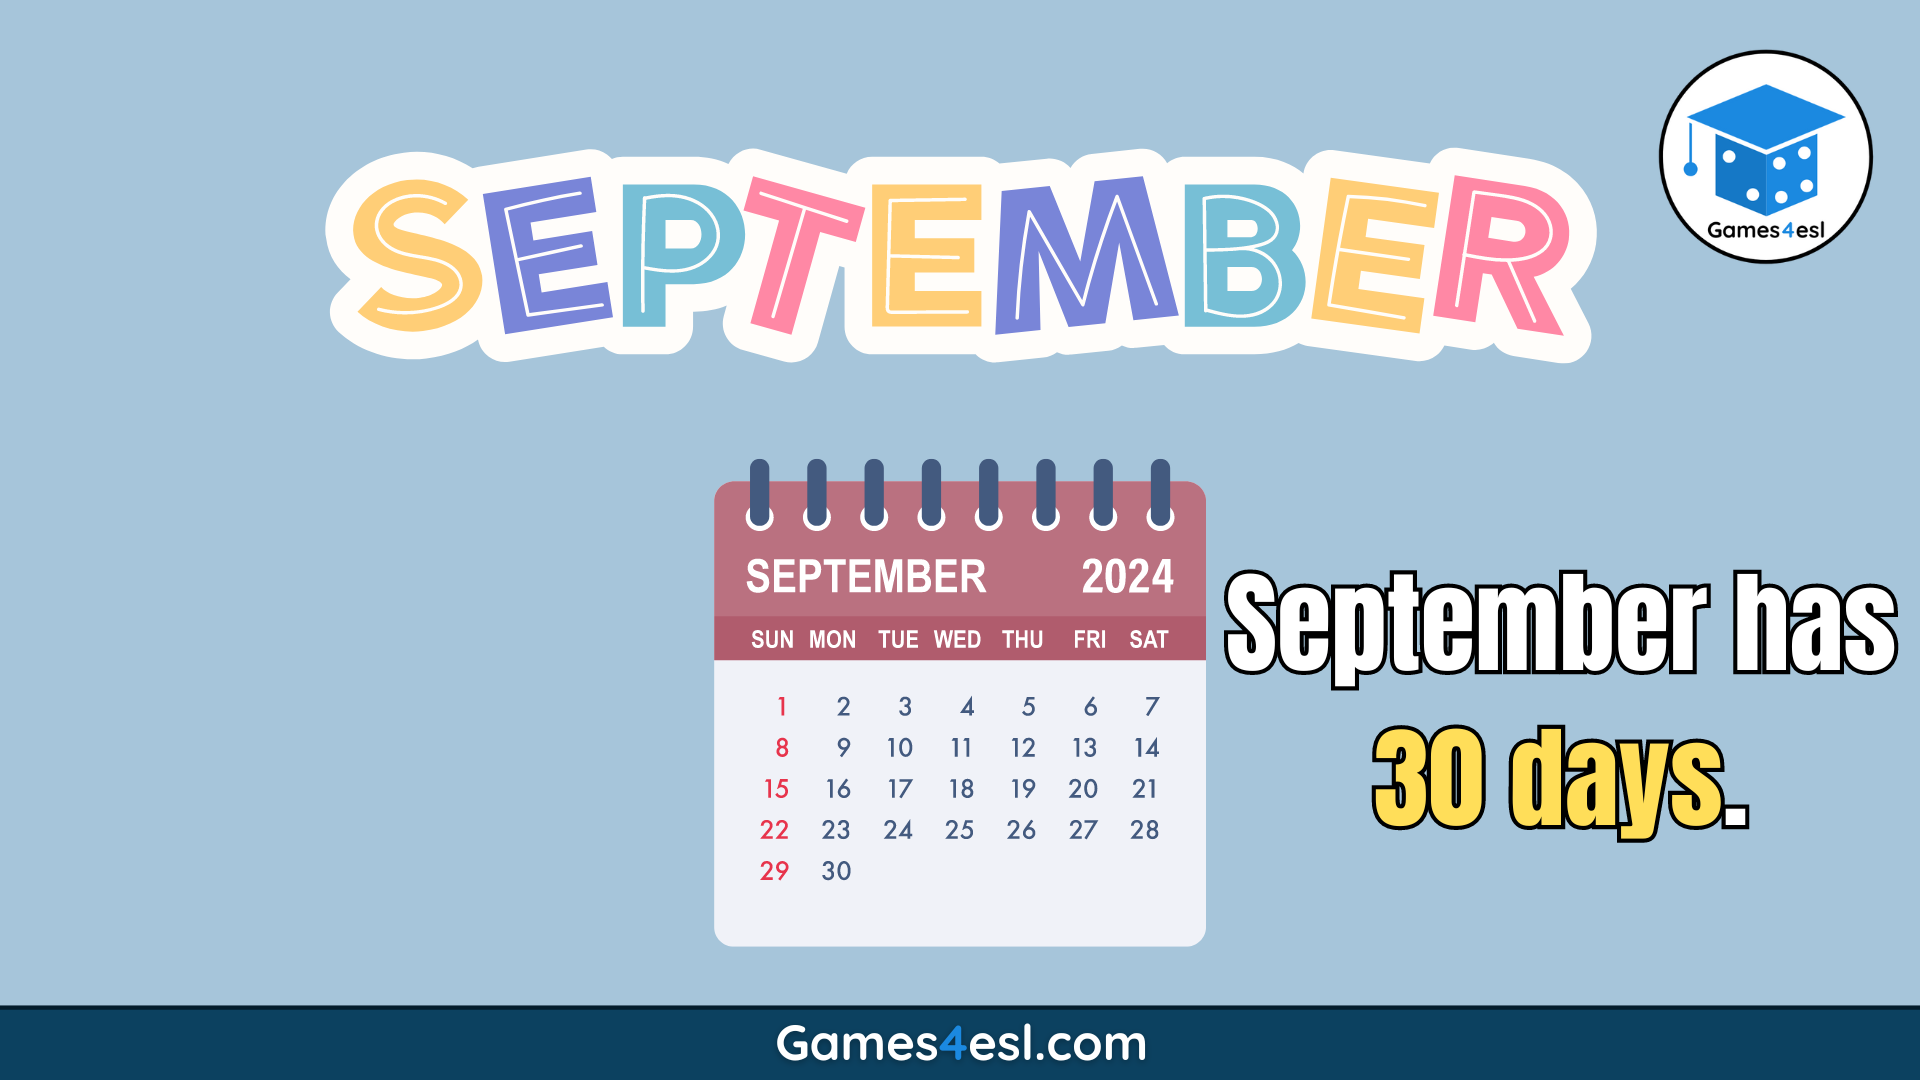 SEPTEMBER
Games4esl
SEPTEMBER 2024
SUN MON TUE WED THU FRI SAT
1 2 3 4 5 6 7
8 9 10 11 12 13 14
15 16 17 18 19 20 21
22 23 24 25 26 27 28
29 30
September has
30 days.
Games4esl.com